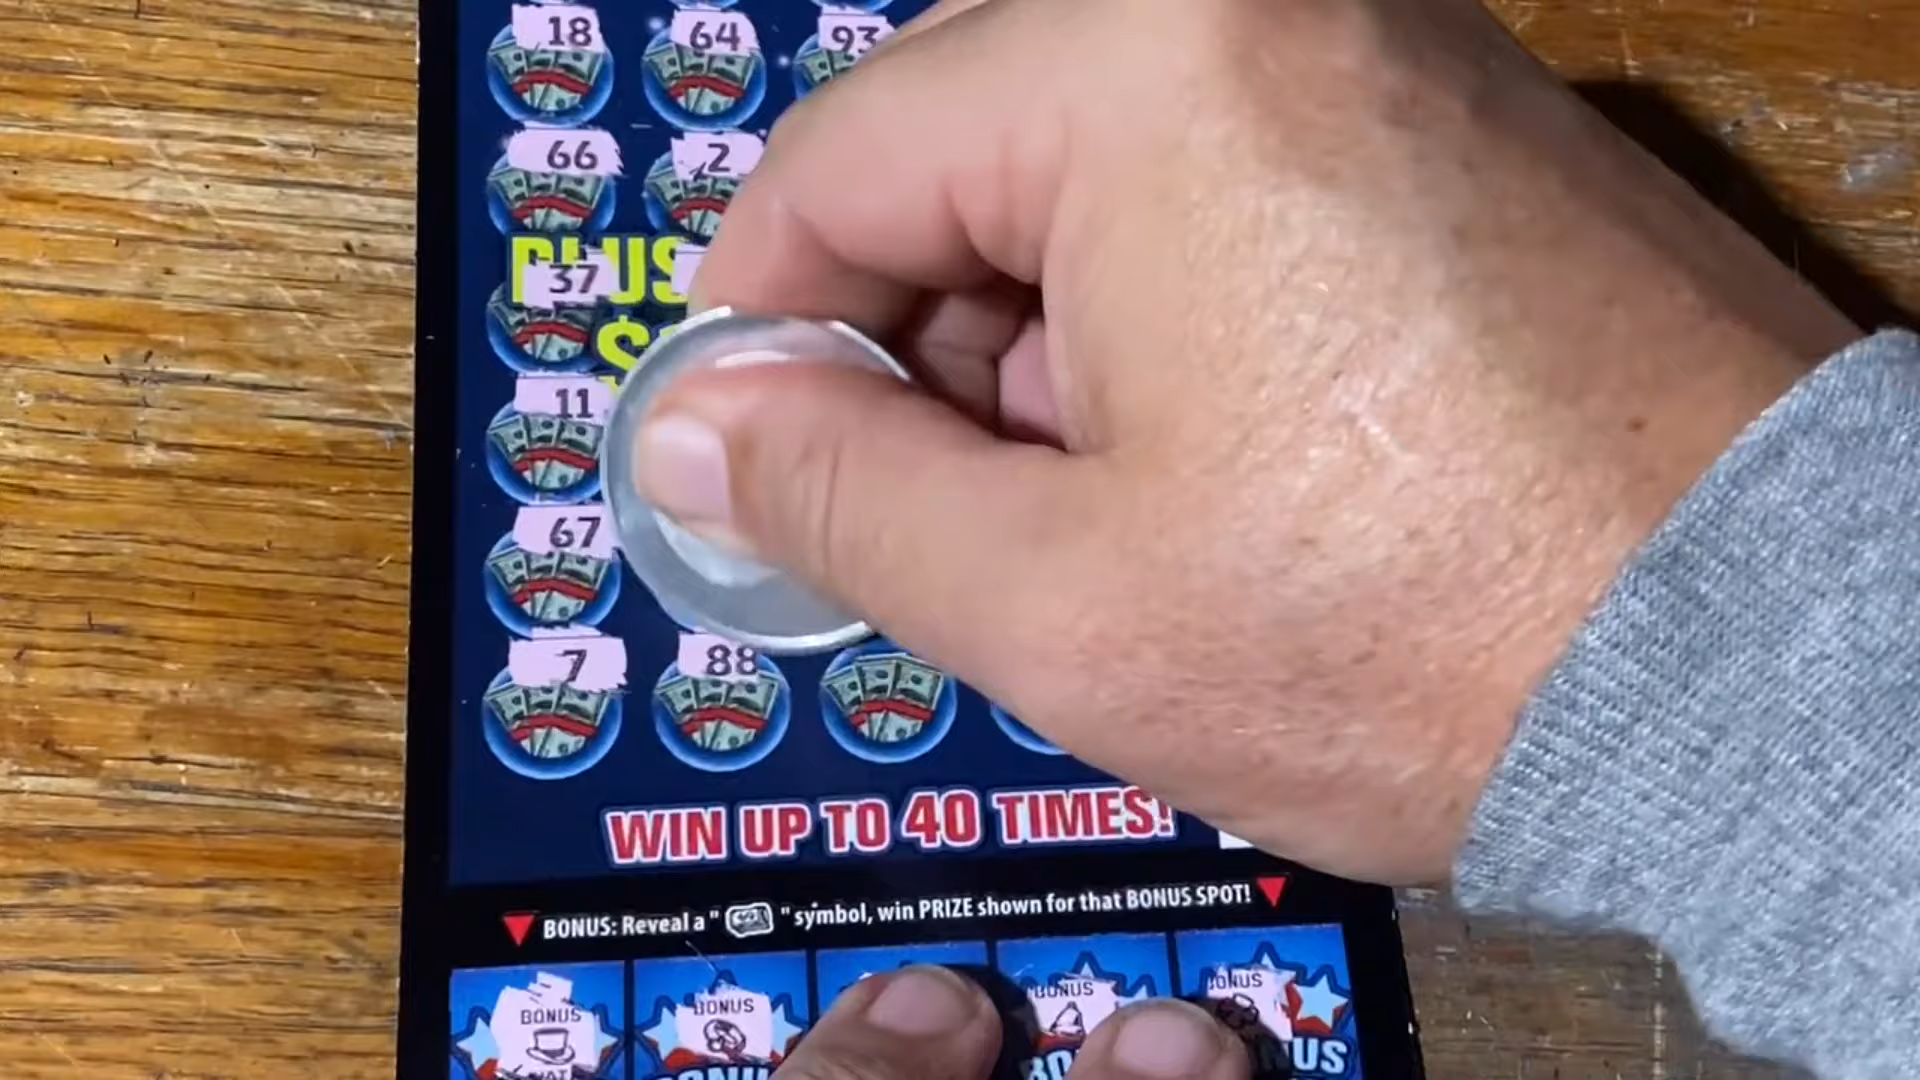 18 64 93
66 2
PLUS
37
$
11
67
7 88
WIN UP TO 40 TIMES!
BONUS: Reveal a " " symbol, win PRIZE shown for that BONUS SPOT!
BONUS BONUS BONUS BONUS